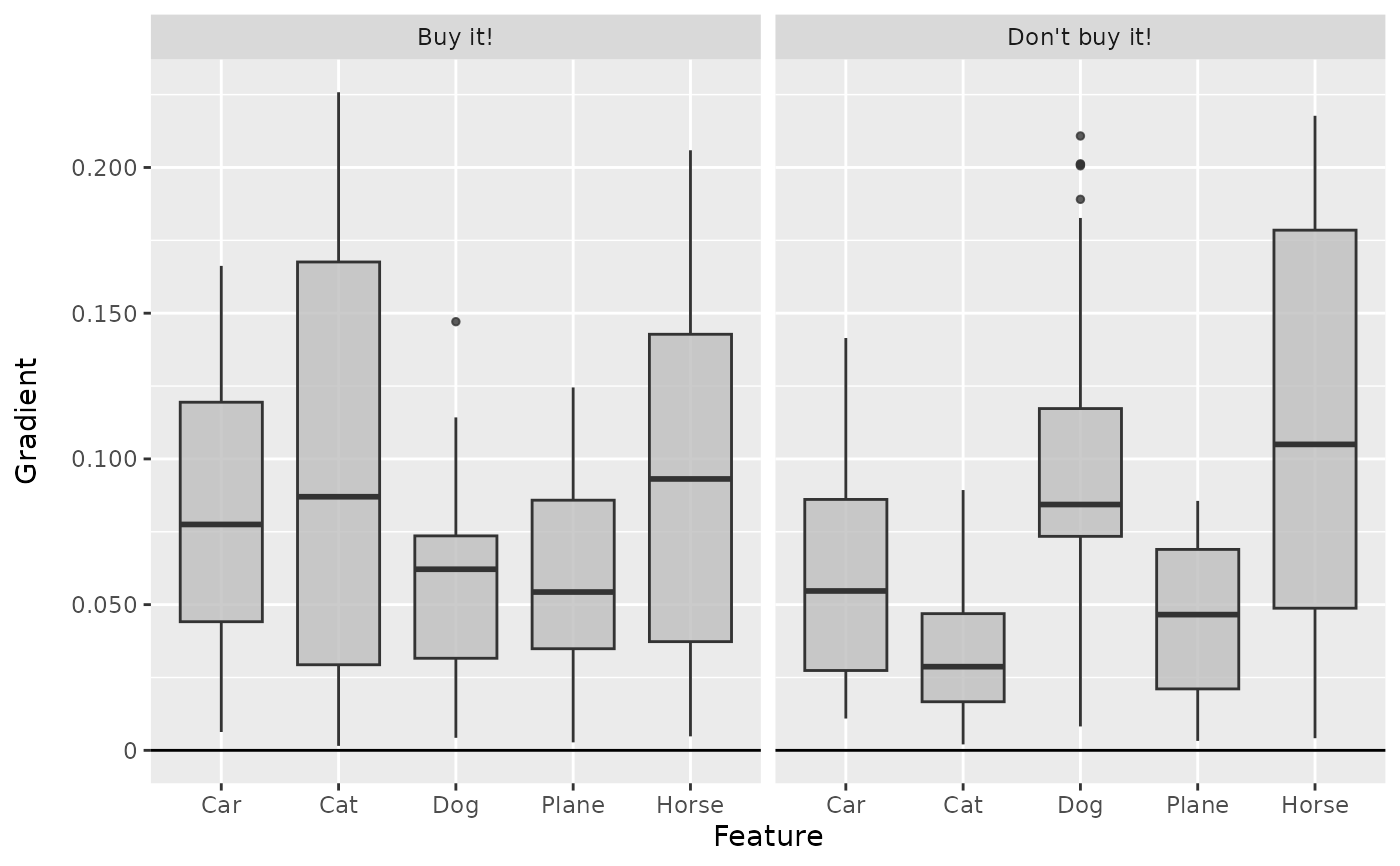 Buy it!
Don't buy it!
Gradient
0.200
0.150
0.100
0.050
0
Car Cat Dog Plane Horse
Car Cat Dog Plane Horse
Feature